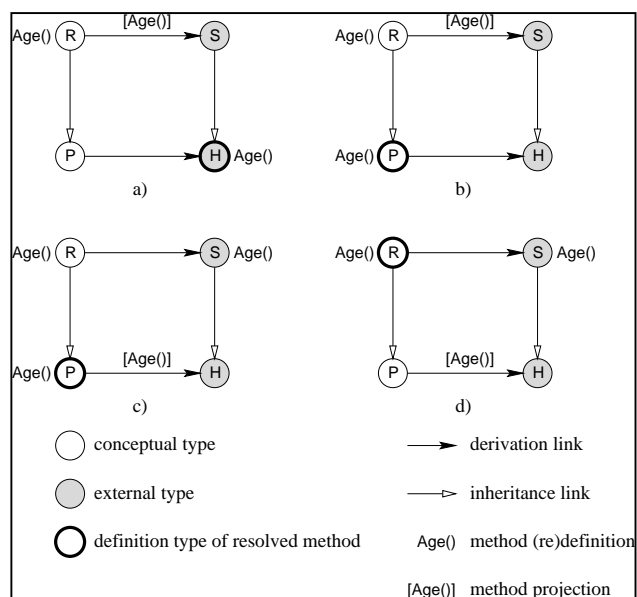 [Age()] [Age()]
Age() R S Age() R S
P H Age() Age() P H
a) b)
Age() R S Age() Age() R S Age()
[Age()] [Age()]
Age() P H P H
c) d)
conceptual type derivation link
external type inheritance link
definition type of resolved method Age() method (re)definition
[Age()] method projection